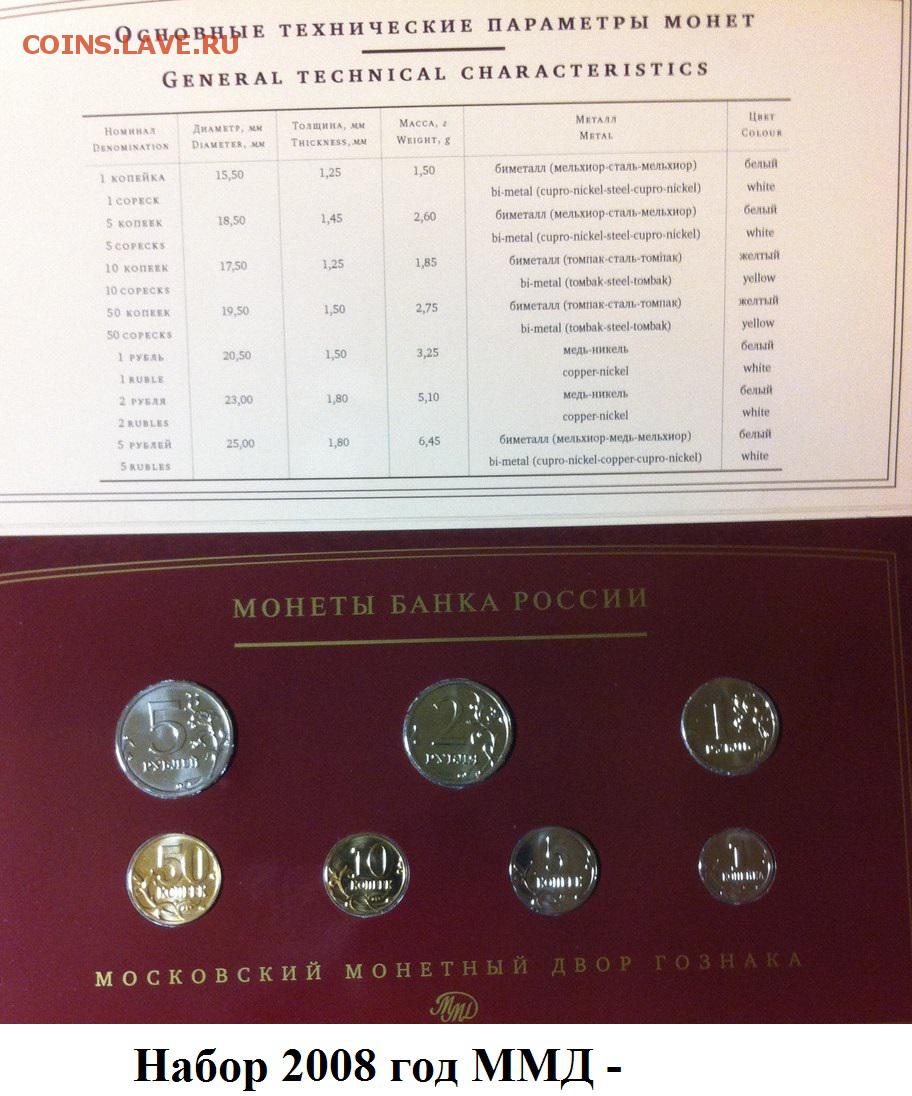 Основные технические параметры монет
COINS.LAVE.RU
General technical characteristics
Номинал Диаметр, мм Толщина, мм Масса, г Металл Цвет
Denomination Diameter, мм Thickness, мм Weight, g Metal Colour
1 копейка 15,50 1,25 1,50 биметалл (мельхиор-сталь-мельхиор) белый
1 copeck bi-metal (cupro-nickel-steel-cupro-nickel) white
5 копеек 18,50 1,45 2,60 биметалл (мельхиор-сталь-мельхиор) белый
5 copecks bi-metal (cupro-nickel-steel-cupro-nickel) white
10 копеек 17,50 1,25 1,85 биметалл (томпак-сталь-томпак) желтый
10 copecks bi-metal (tombak-steel-tombak) yellow
50 копеек 19,50 1,50 2,75 биметалл (томпак-сталь-томпак) желтый
50 copecks bi-metal (tombak-steel-tombak) yellow
1 рубль 20,50 1,50 3,25 медь-никель белый
1 ruble copper-nickel white
2 рубля 23,00 1,80 5,10 медь-никель белый
2 rubles copper-nickel white
5 рублей 25,00 1,80 6,45 биметалл (мельхиор-медь-мельхиор) белый
5 rubles bi-metal (cupro-nickel-copper-cupro-nickel) white
МОНЕТЫ БАНКА РОССИИ
5 2 1
РУБЛЕЙ РУБЛЯ РУБЛЬ
50 10 5 1
КОПЕЕК КОПЕЕК КОПЕЕК КОПЕЙКА
МОСКОВСКИЙ МОНЕТНЫЙ ДВОР ГОЗНАКА
ММД
Набор 2008 год ММД -